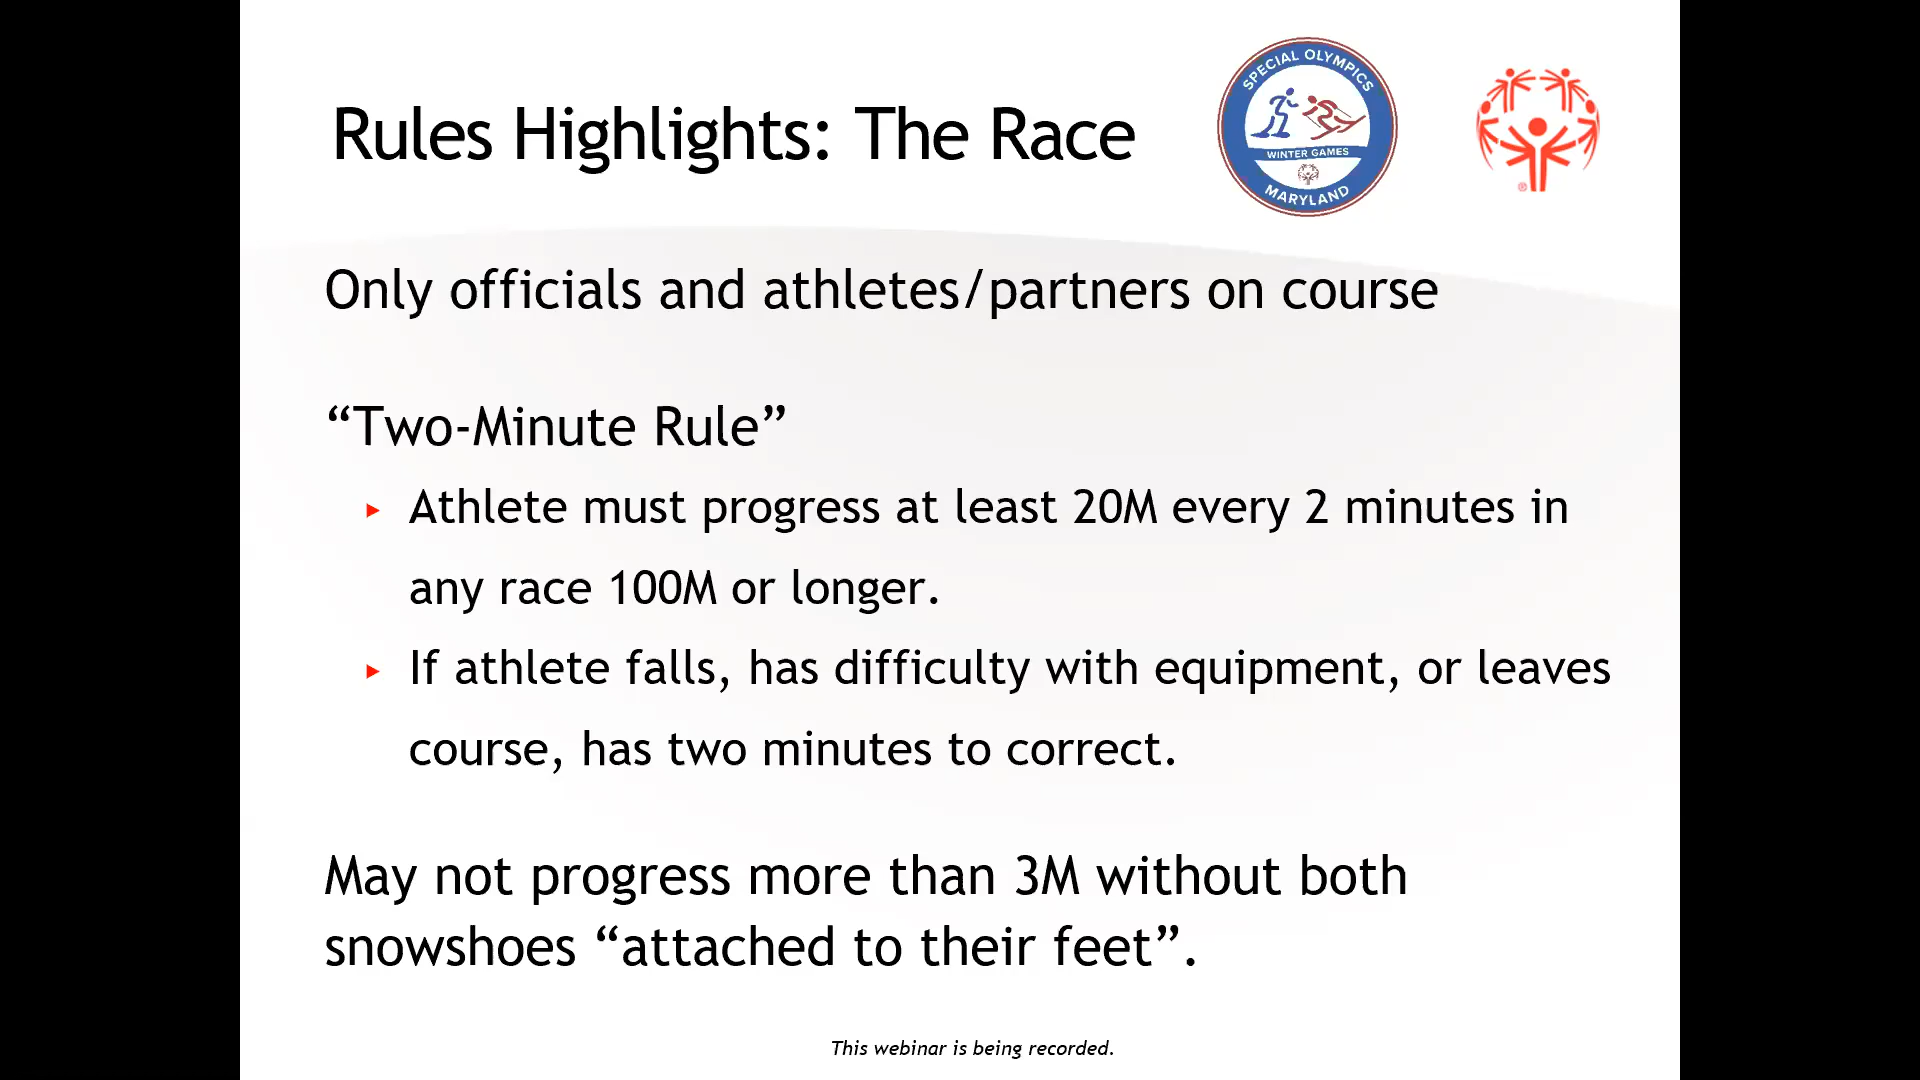 Rules Highlights: The Race
SPECIAL OLYMPICS
WINTER GAMES
MARYLAND
®
Only officials and athletes/partners on course
“Two-Minute Rule”
‣ Athlete must progress at least 20M every 2 minutes in
any race 100M or longer.
‣ If athlete falls, has difficulty with equipment, or leaves
course, has two minutes to correct.
May not progress more than 3M without both
snowshoes “attached to their feet”.
This webinar is being recorded.